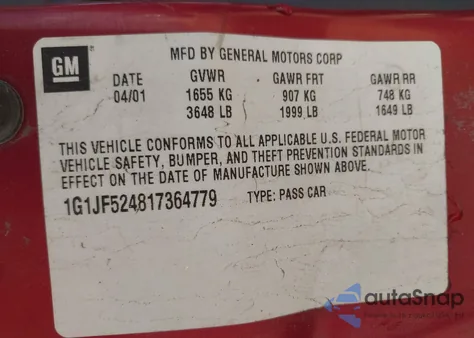 GM
MFD BY GENERAL MOTORS CORP
DATE GVWR GAWR FRT GAWR RR
04/01 1655 KG 907 KG 748 KG
3648 LB 1999 LB 1649 LB
THIS VEHICLE CONFORMS TO ALL APPLICABLE U.S. FEDERAL MOTOR
VEHICLE SAFETY, BUMPER, AND THEFT PREVENTION STANDARDS IN
EFFECT ON THE DATE OF MANUFACTURE SHOWN ABOVE.
1G1JF524817364779 TYPE: PASS CAR
autoSnap